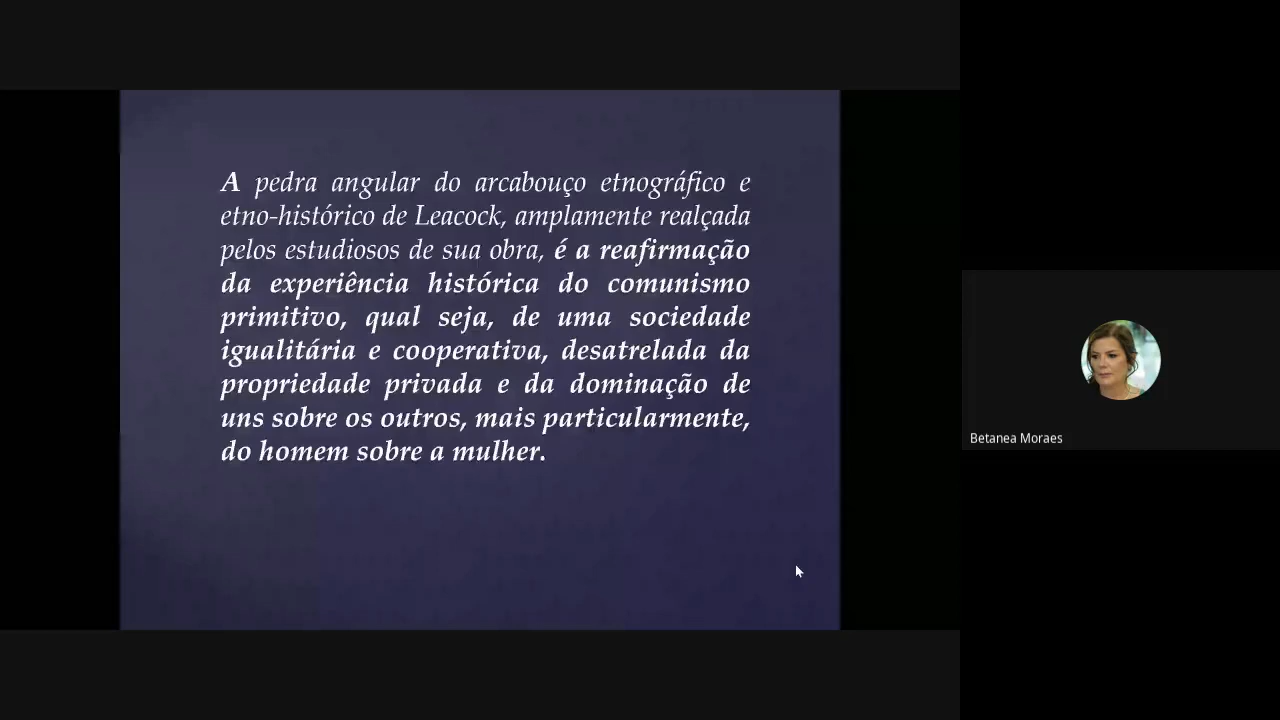 A pedra angular do arcabouço etnográfico e
etno-histórico de Leacock, amplamente realçada
pelos estudiosos de sua obra, é a reafirmação
da experiência histórica do comunismo
primitivo, qual seja, de uma sociedade
igualitária e cooperativa, desatrelada da
propriedade privada e da dominação de
uns sobre os outros, mais particularmente,
do homem sobre a mulher.
Betanea Moraes